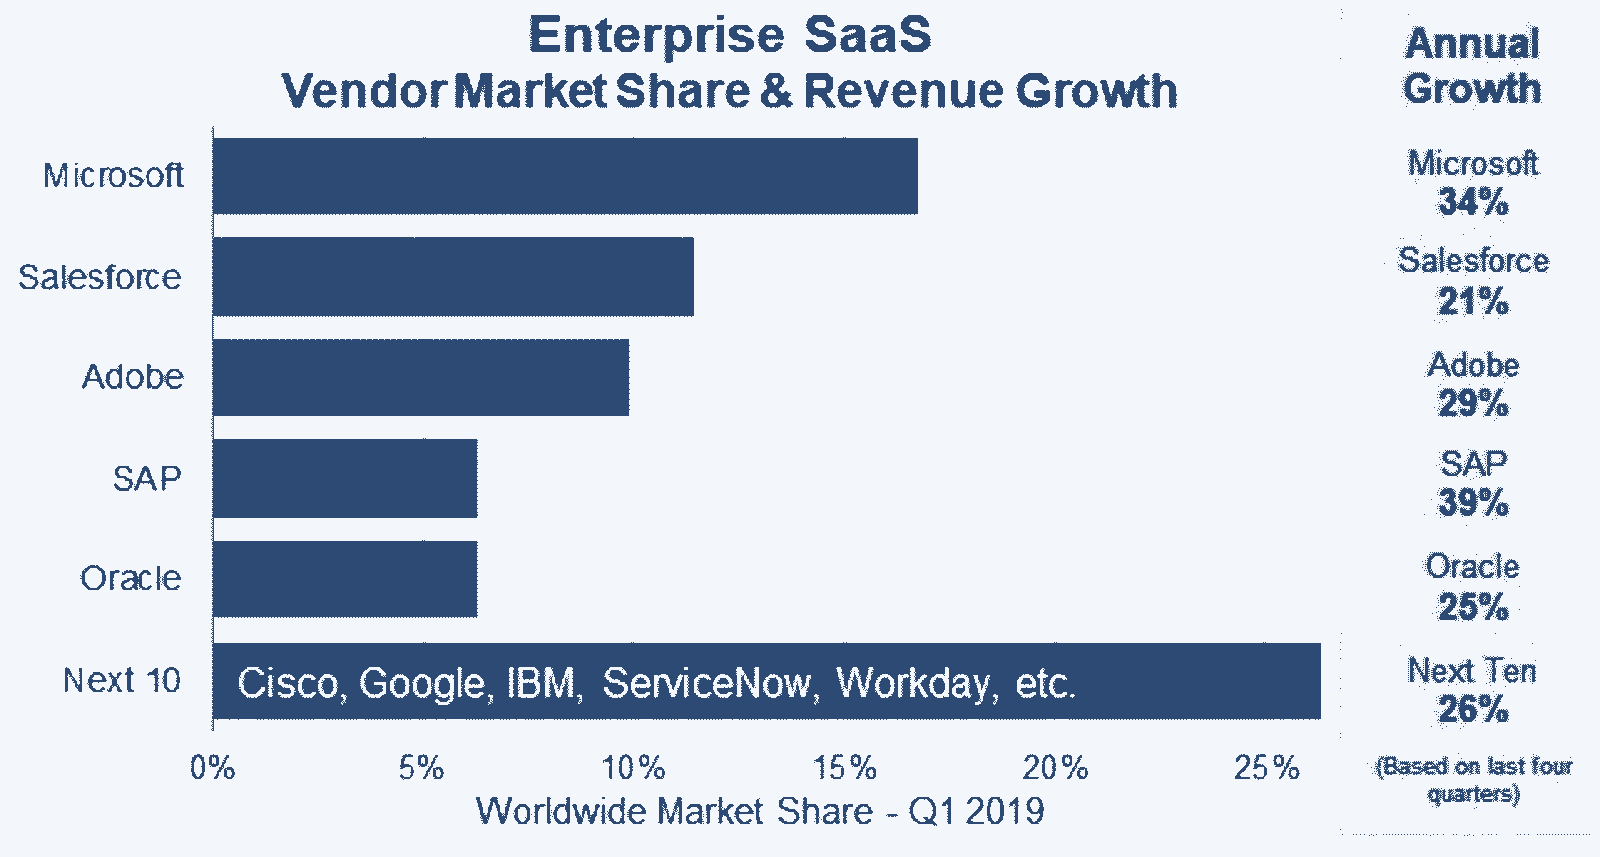 Enterprise SaaS
Vendor Market Share & Revenue Growth
Microsoft
Salesforce
Adobe
SAP
Oracle
Next 10
Cisco, Google, IBM, ServiceNow, Workday, etc.
0% 5% 10% 15% 20% 25%
Worldwide Market Share - Q1 2019
Annual
Growth
Microsoft
34%
Salesforce
21%
Adobe
29%
SAP
39%
Oracle
25%
Next Ten
26%
(Based on last four
quarters)